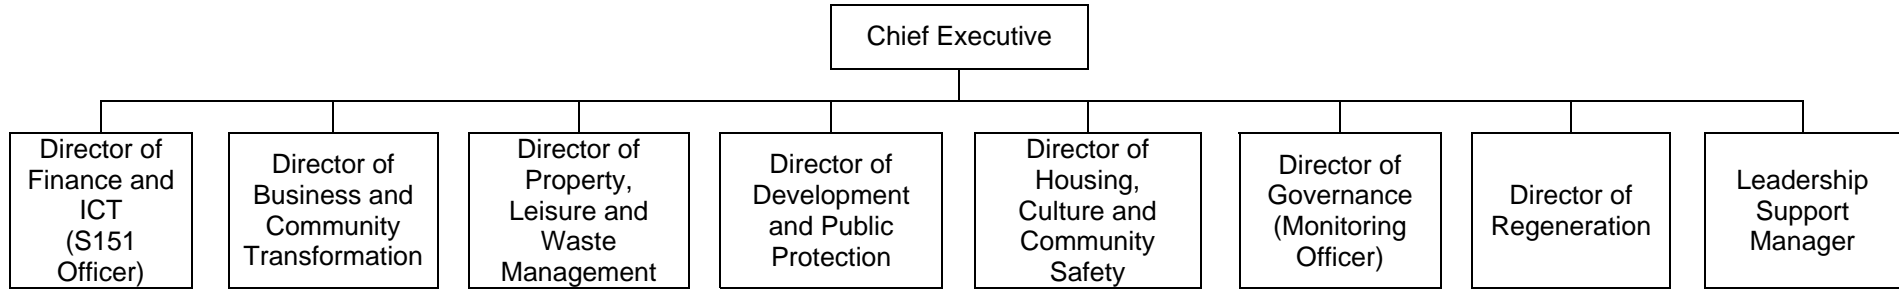 Chief Executive
Director of
Finance and
ICT
(S151
Officer)
Director of
Business and
Community
Transformation
Director of
Property,
Leisure and
Waste
Management
Director of
Development
and Public
Protection
Director of
Housing,
Culture and
Community
Safety
Director of
Governance
(Monitoring
Officer)
Director of
Regeneration
Leadership
Support
Manager